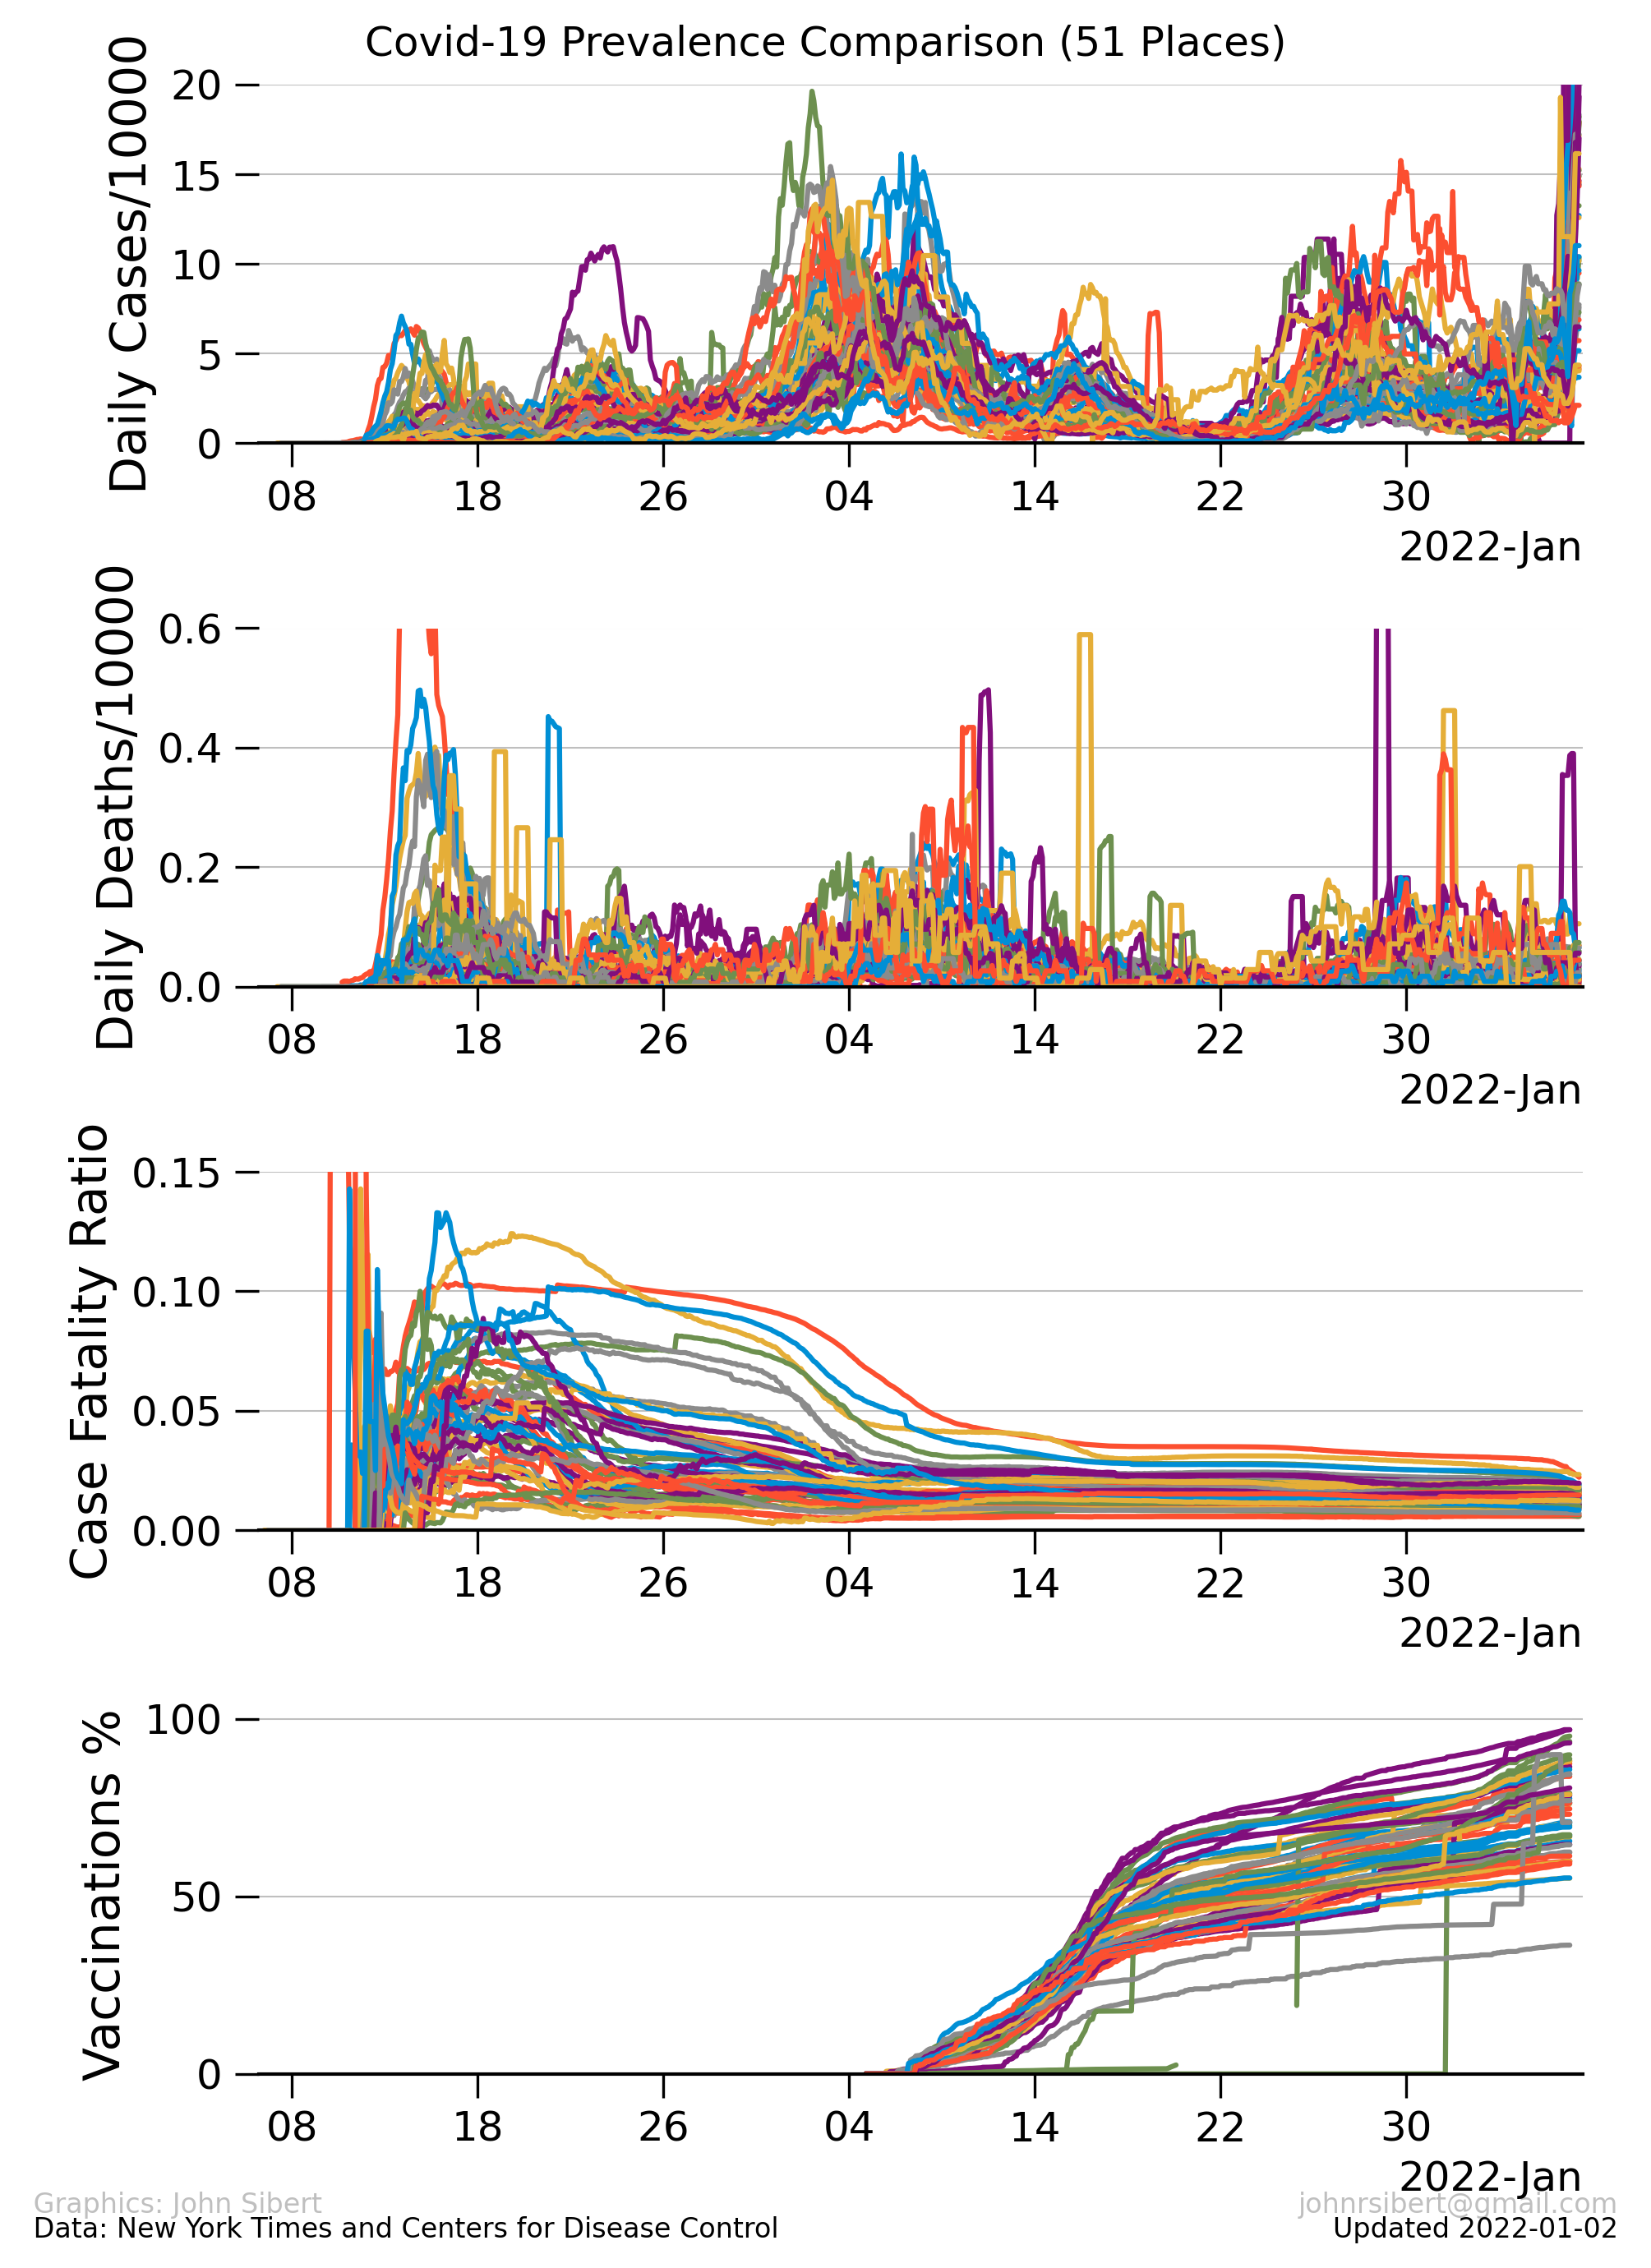 Covid-19 Prevalence Comparison (51 Places)
Daily Cases/10000
20
15
10
5
0
08 18 26 04 14 22 30
2022-Jan
Daily Deaths/10000
0.6
0.4
0.2
0.0
08 18 26 04 14 22 30
2022-Jan
Case Fatality Ratio
0.15
0.10
0.05
0.00
08 18 26 04 14 22 30
2022-Jan
Vaccinations %
100
50
0
08 18 26 04 14 22 30
2022-Jan
Graphics: John Sibert johnrsibert@gmail.com
Data: New York Times and Centers for Disease Control Updated 2022-01-02